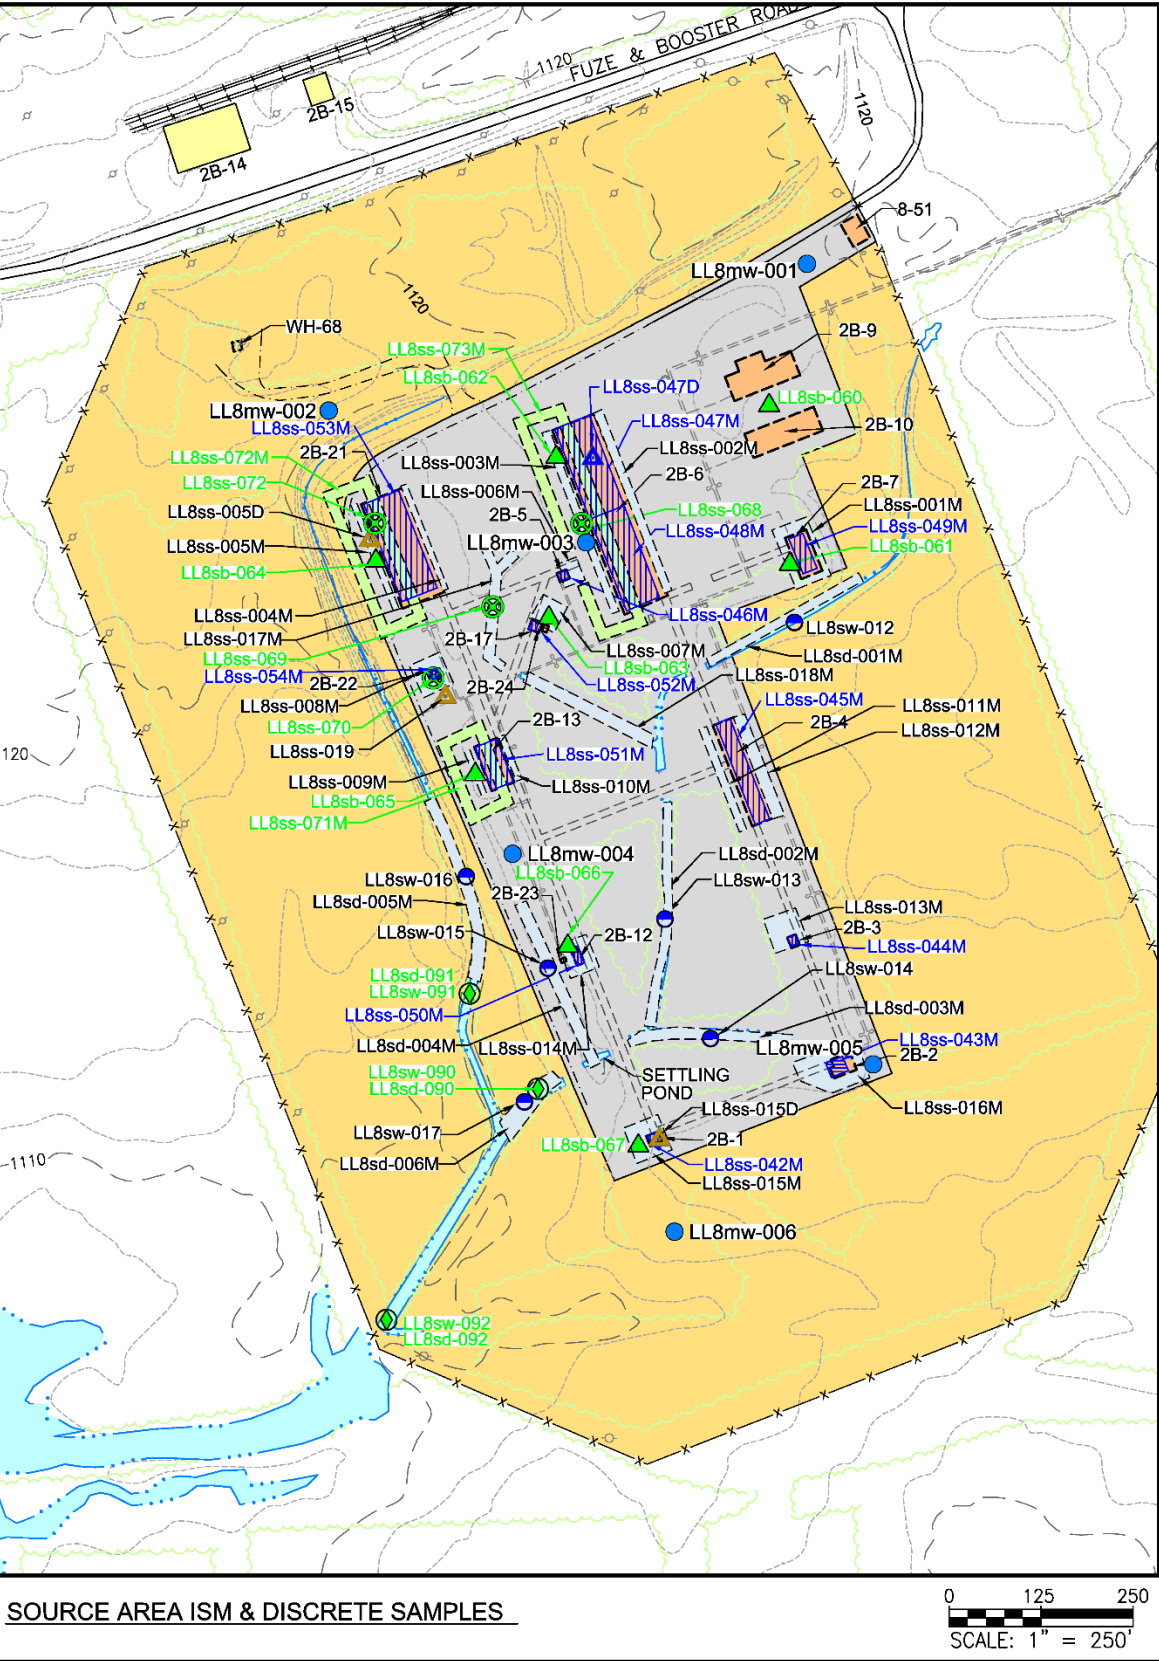 FUZE & BOOSTER ROAD
1120
2B-15
2B-14
1120
8-51
LL8mw-001
1120
WH-68
2B-9
LL8ss-073M
LL8sb-062
LL8ss-047D
LL8sb-060
LL8mw-002
LL8ss-053M
LL8ss-047M
2B-10
2B-21
LL8ss-002M
LL8ss-072M
LL8ss-003M
2B-6
LL8ss-072
LL8ss-006M
2B-7
LL8ss-001M
LL8ss-005D
2B-5
LL8ss-068
LL8ss-049M
LL8ss-048M
LL8mw-003
LL8ss-005M
LL8sb-061
LL8sb-064
LL8ss-004M
LL8ss-046M
LL8sw-012
LL8ss-017M
2B-17
LL8ss-007M
LL8ss-069
LL8sd-001M
LL8sb-063
LL8ss-054M
2B-22
2B-24
LL8ss-018M
LL8ss-052M
LL8ss-008M
LL8ss-045M
LL8ss-011M
LL8ss-070
2B-13
2B-4
LL8ss-012M
LL8ss-019
120
LL8ss-051M
LL8ss-009M
LL8ss-010M
LL8sb-065
LL8ss-071M
LL8mw-004
LL8sd-002M
LL8sb-066
LL8sw-016
LL8sw-013
2B-23
LL8sd-005M
LL8ss-013M
LL8sw-015
2B-12
2B-3
LL8ss-044M
LL8sd-091
LL8sw-014
LL8sw-091
LL8ss-050M
LL8sd-003M
LL8sd-004M
LL8ss-014M
LL8mw-005
LL8ss-043M
2B-2
LL8sw-090
SETTLING
POND
LL8sd-090
LL8ss-015D
LL8ss-016M
LL8sw-017
LL8sb-067
2B-1
1110
LL8sd-006M
LL8ss-042M
LL8ss-015M
LL8mw-006
LL8sw-092
LL8sd-092
SOURCE AREA ISM & DISCRETE SAMPLES
0 125 250
SCALE: 1" = 250'